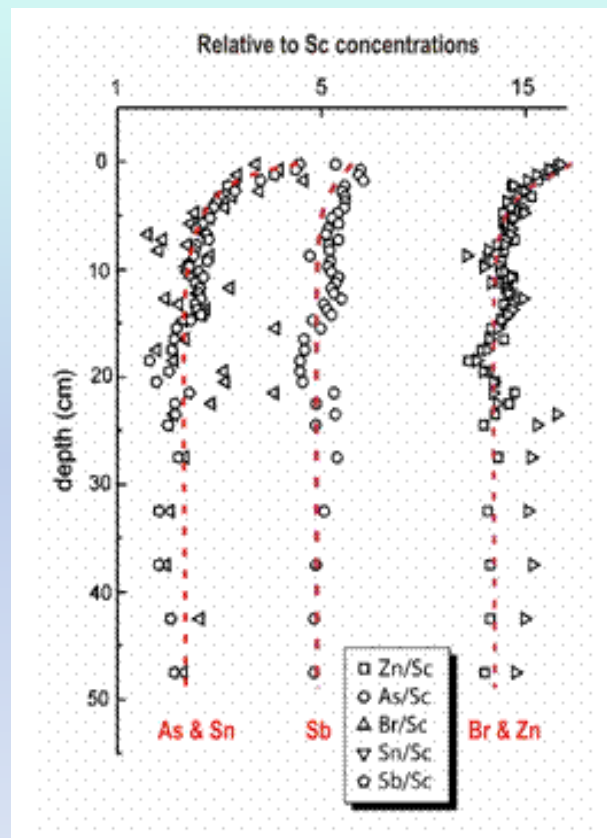 Relative to Sc concentrations
1 5 15
0
10
20
30
40
50
depth (cm)
Zn/Sc
As/Sc
Br/Sc
Sn/Sc
Sb/Sc
As & Sn Sb Br & Zn